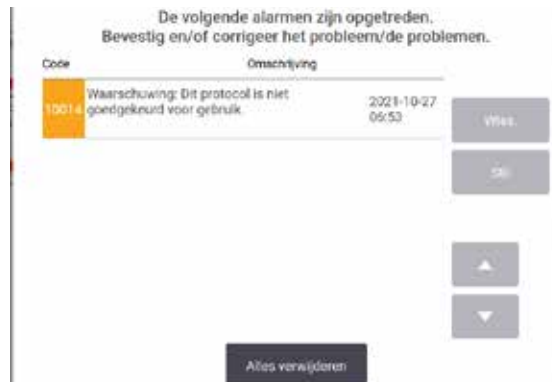 De volgende alarmen zijn opgetreden.
Bevestig en/of corrigeer het probleem/de problemen.
Code Omschrijving
10014 Waarschuwing: Dit protocol is niet goedgekeurd voor gebruik. 2021-10-27 06:53
Wiss.
Stil
Alles verwijderen